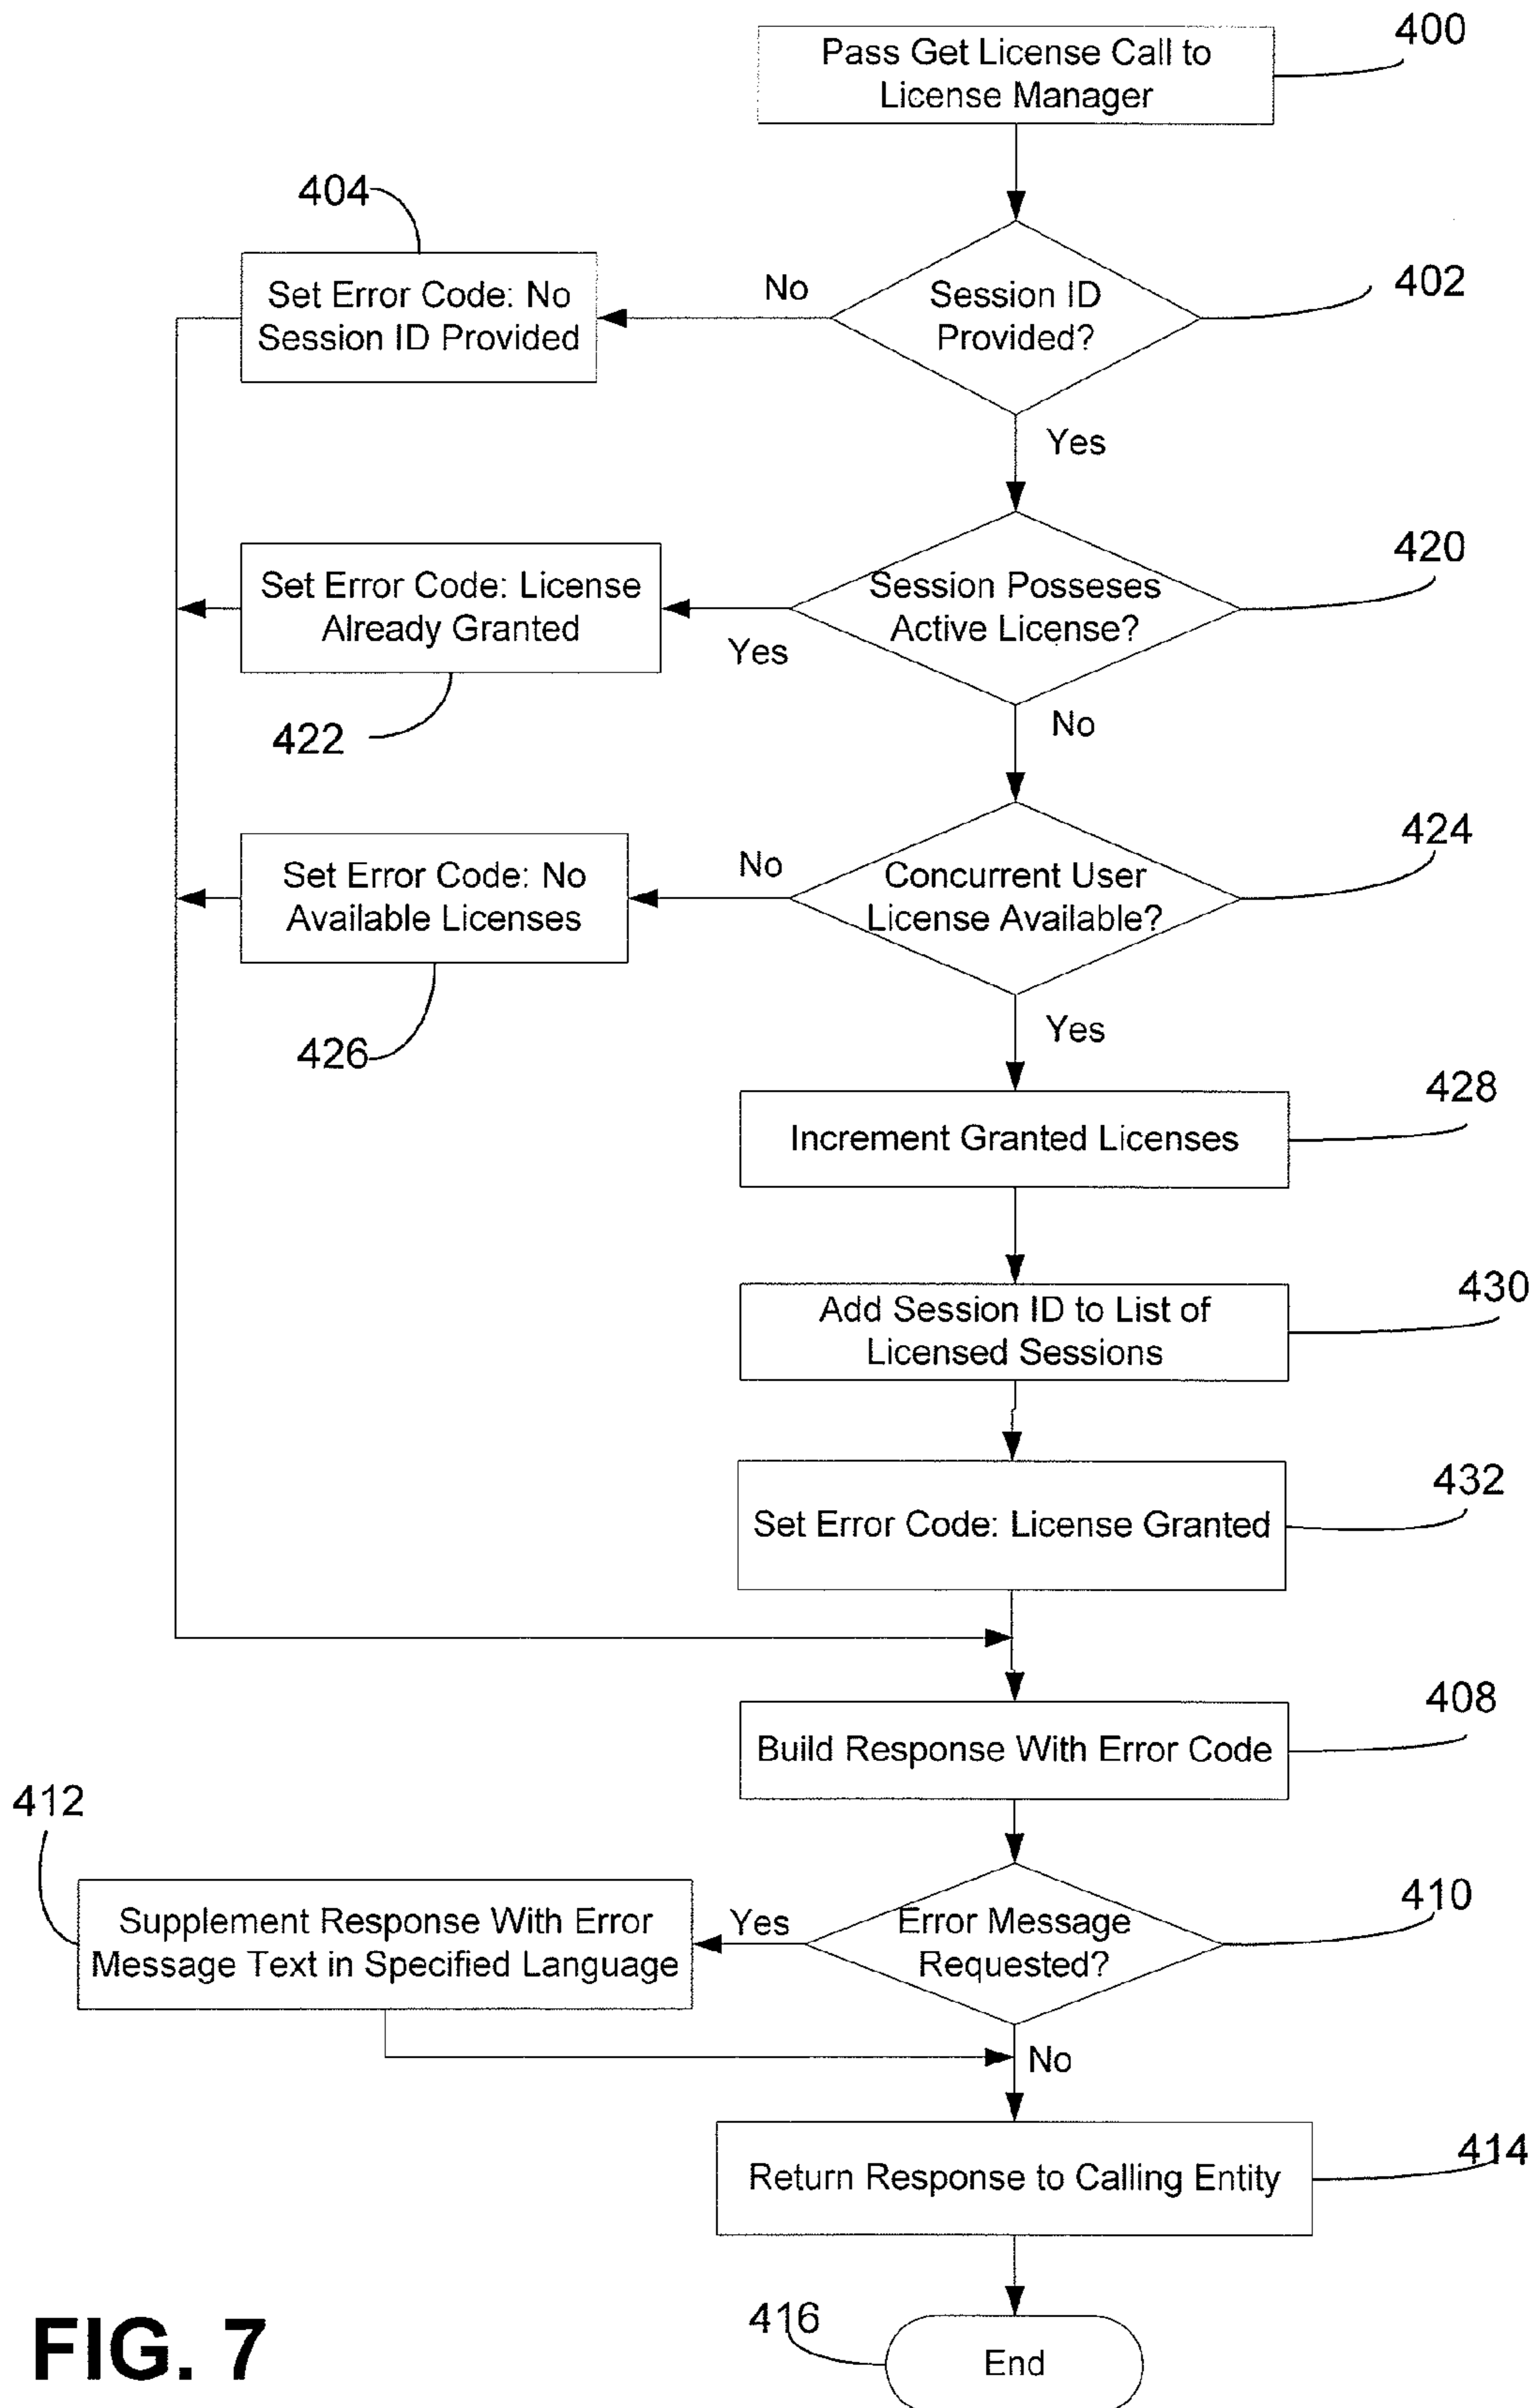 400
Pass Get License Call to
License Manager
404
402
Set Error Code: No
Session ID Provided
No
Session ID
Provided?
Yes
420
Set Error Code: License
Already Granted
Yes
Session Posseses
Active License?
422
No
424
Set Error Code: No
Available Licenses
No
Concurrent User
License Available?
426
Yes
428
Increment Granted Licenses
430
Add Session ID to List of
Licensed Sessions
432
Set Error Code: License Granted
408
Build Response With Error Code
412
410
Supplement Response With Error
Message Text in Specified Language
Yes
Error Message
Requested?
No
414
Return Response to Calling Entity
416
End
FIG. 7